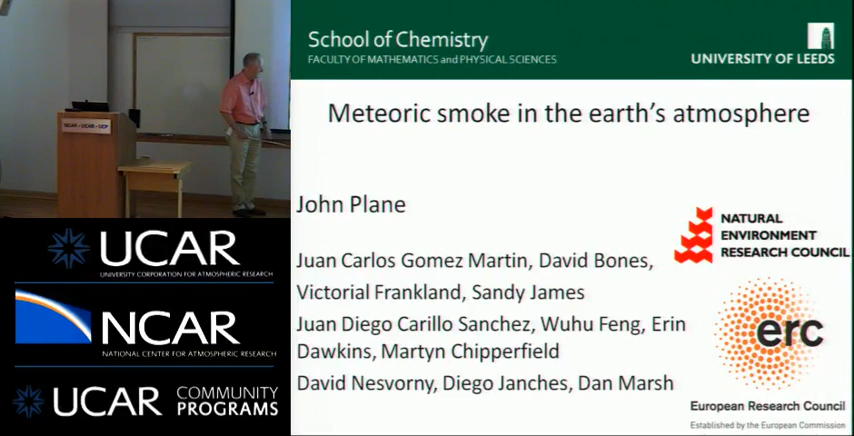 School of Chemistry
FACULTY OF MATHEMATICS and PHYSICAL SCIENCES
UNIVERSITY OF LEEDS
Meteoric smoke in the earth's atmosphere
John Plane
Juan Carlos Gomez Martin, David Bones,
Victorial Frankland, Sandy James
Juan Diego Carillo Sanchez, Wuhu Feng, Erin
Dawkins, Martyn Chipperfield
David Nesvorny, Diego Janches, Dan Marsh
NATURAL
ENVIRONMENT
RESEARCH COUNCIL
erc
European Research Council
Established by the European Commission
NCAR · UCAR · UCP
UCAR
UNIVERSITY CORPORATION FOR ATMOSPHERIC RESEARCH
NCAR
NATIONAL CENTER FOR ATMOSPHERIC RESEARCH
UCAR COMMUNITY
PROGRAMS